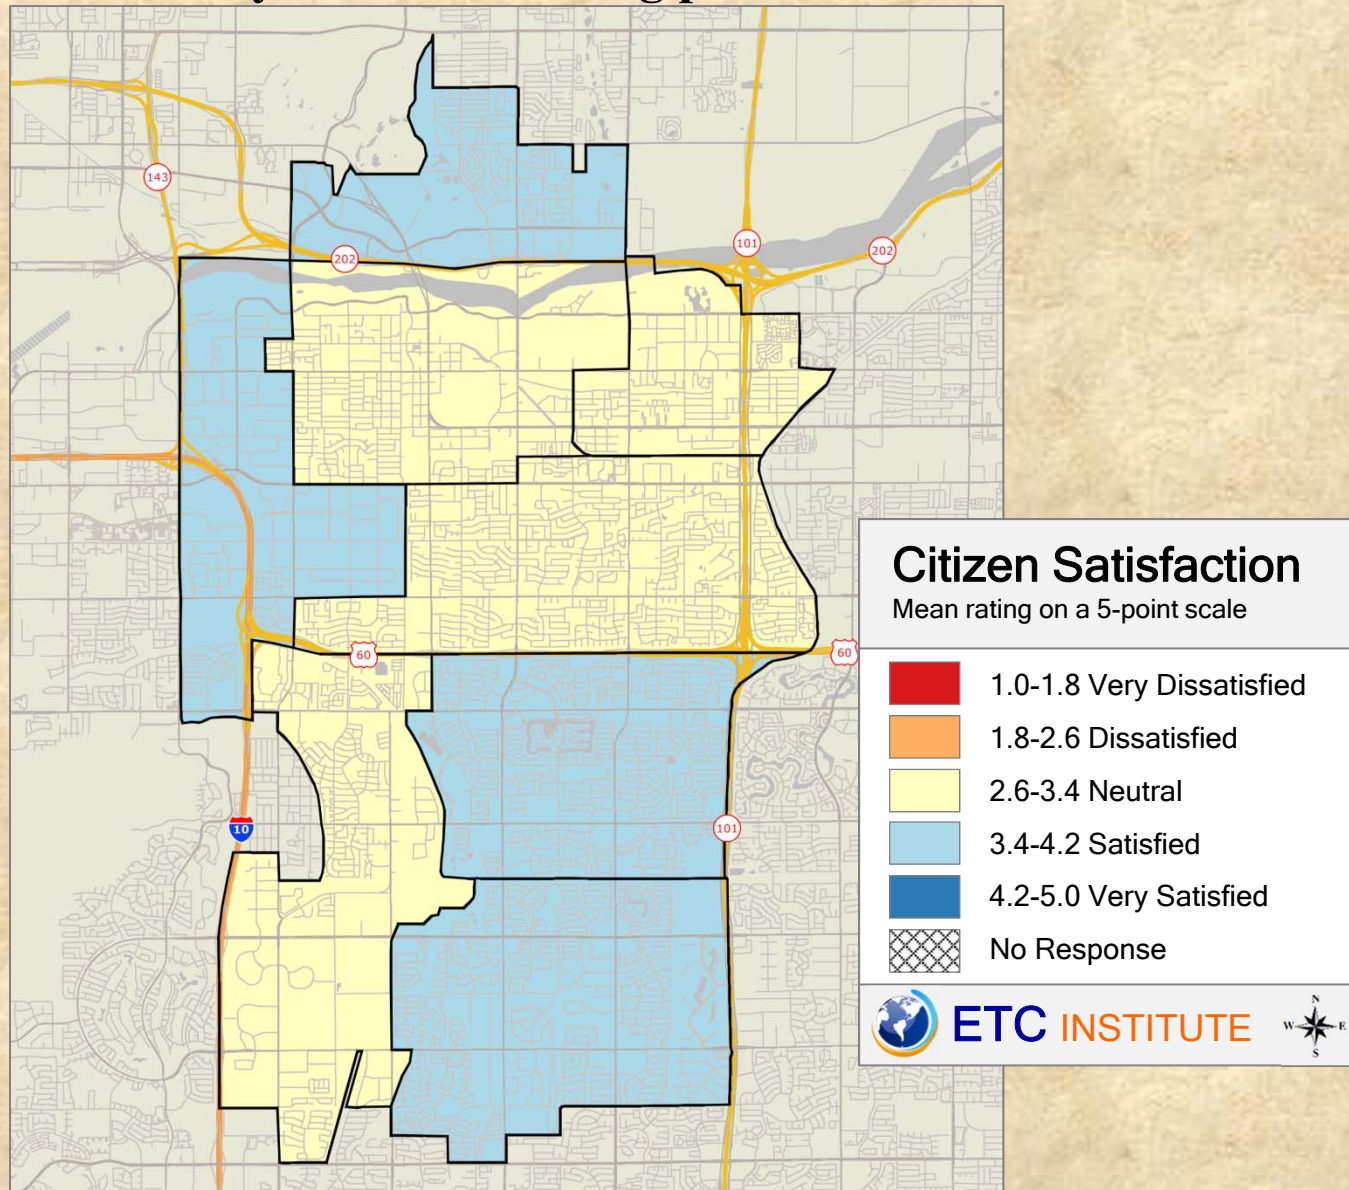 143
202
101
202
60
60
10
101
Citizen Satisfaction
Mean rating on a 5-point scale
1.0-1.8 Very Dissatisfied
1.8-2.6 Dissatisfied
2.6-3.4 Neutral
3.4-4.2 Satisfied
4.2-5.0 Very Satisfied
No Response
ETC INSTITUTE
N
W E
S